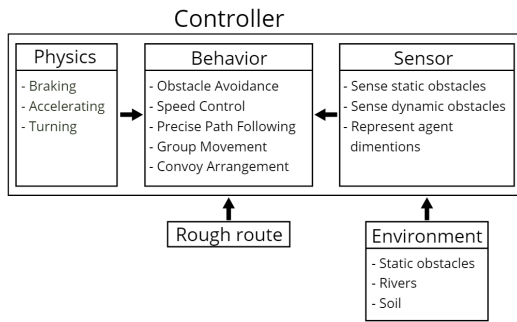 Controller
Physics
- Braking
- Accelerating
- Turning
Behavior
- Obstacle Avoidance
- Speed Control
- Precise Path Following
- Group Movement
- Convoy Arrangement
Sensor
- Sense static obstacles
- Sense dynamic obstacles
- Represent agent
dimentions
Rough route
Environment
- Static obstacles
- Rivers
- Soil